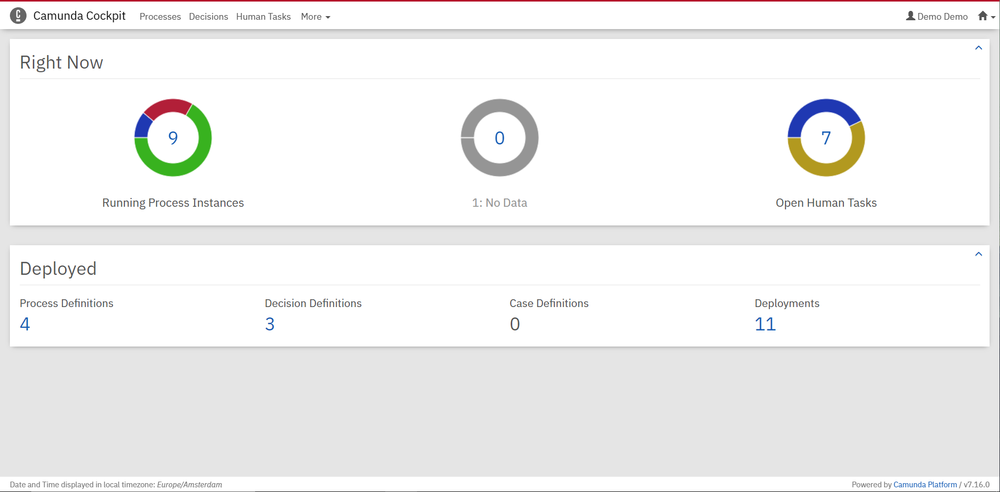 Camunda Cockpit Processes Decisions Human Tasks More Demo Demo
Right Now
9 0 7
Running Process Instances 1: No Data Open Human Tasks
Deployed
Process Definitions Decision Definitions Case Definitions Deployments
4 3 0 11
Date and Time displayed in local timezone: Europe/Amsterdam Powered by Camunda Platform / v7.16.0